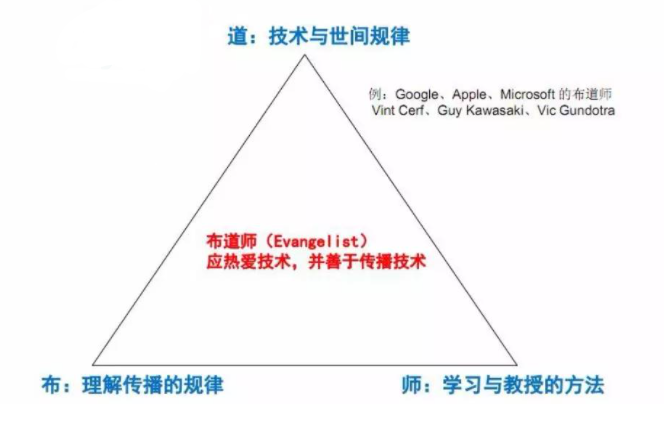 道：技术与世间规律
例：Google、Apple、Microsoft 的布道师
Vint Cerf、Guy Kawasaki、Vic Gundotra
布道师（Evangelist）
应热爱技术，并善于传播技术
布：理解传播的规律
师：学习与教授的方法